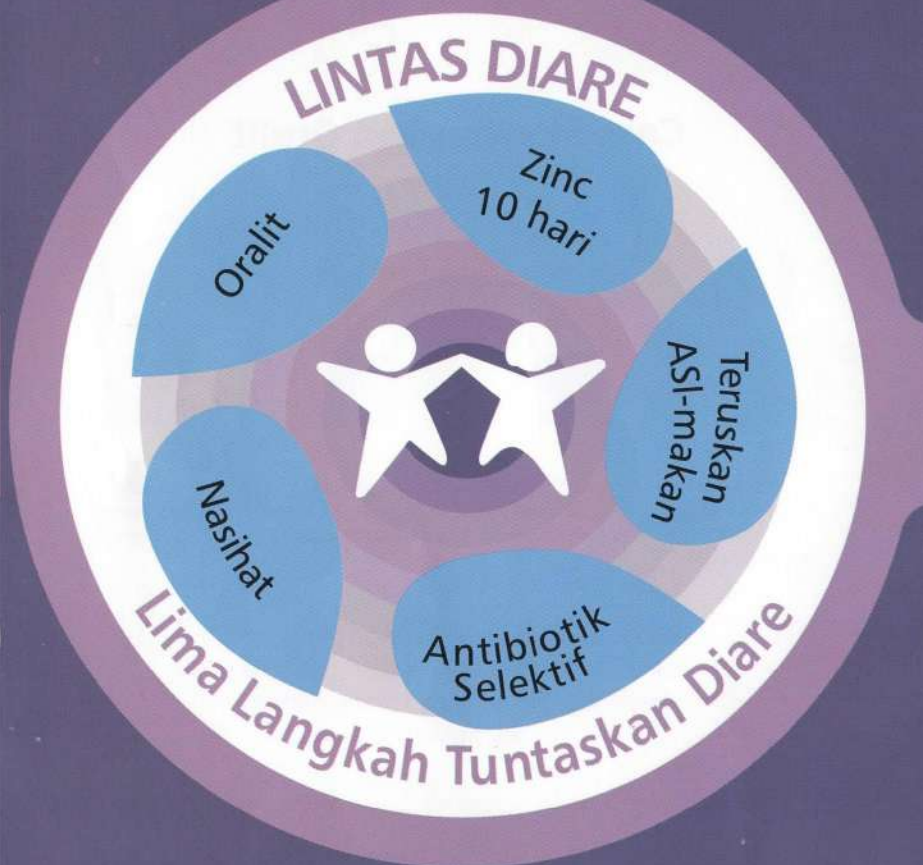 LINTAS DIARE
Oralit
Zinc
10 hari
Teruskan
ASI-makan
Antibiotik
Selektif
Nasihat
Lima Langkah Tuntaskan Diare